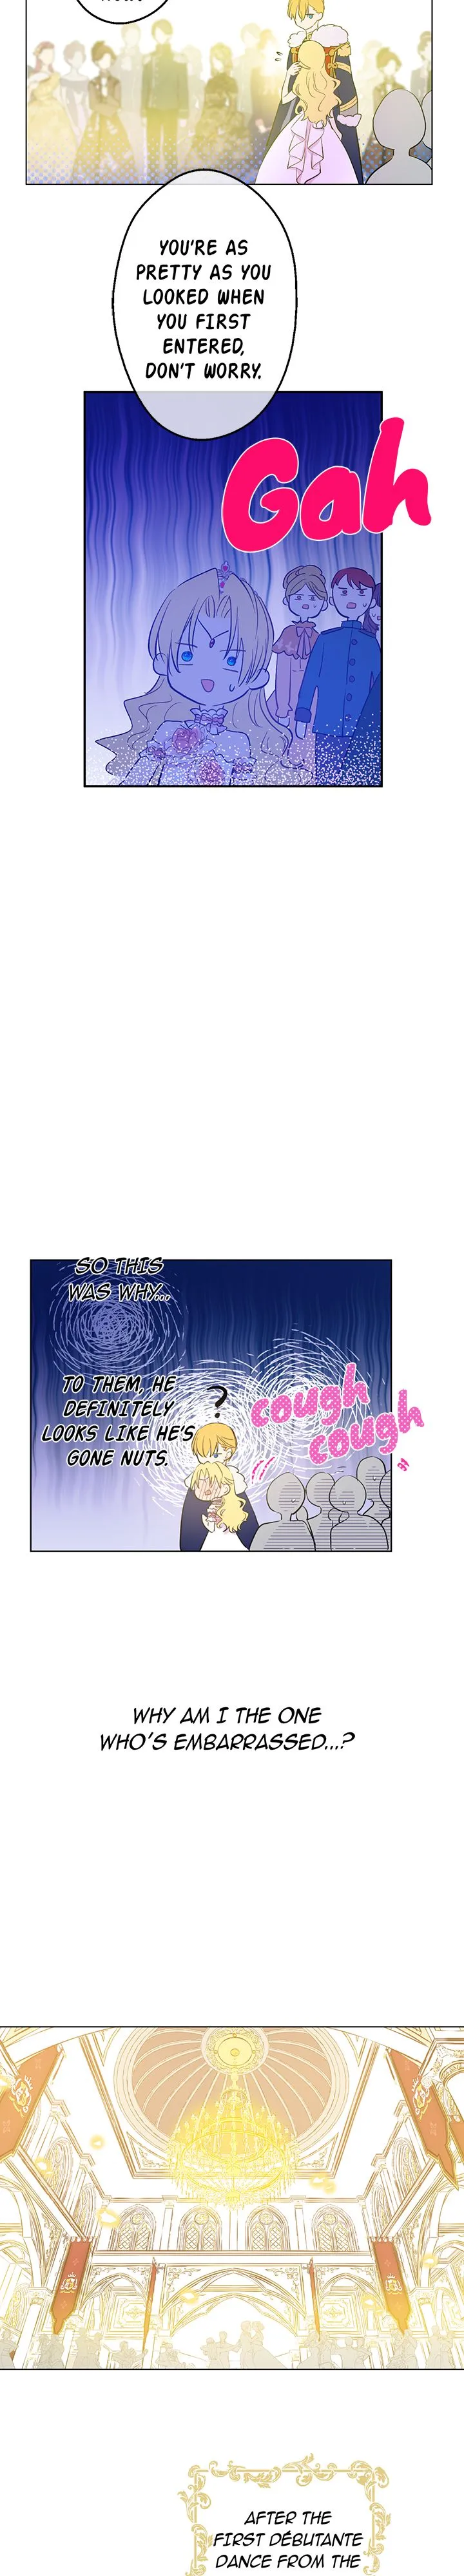 YOU'RE AS
PRETTY AS YOU
LOOKED WHEN
YOU FIRST
ENTERED,
DON'T WORRY.
Gah
SO THIS
WAS WHY...
TO THEM, HE
DEFINITELY
LOOKS LIKE HE'S
GONE NUTS.
?
cough
cough
WHY AM I THE ONE
WHO'S EMBARRASSED...?
AFTER THE
FIRST DÉBUTANTE
DANCE FROM THE